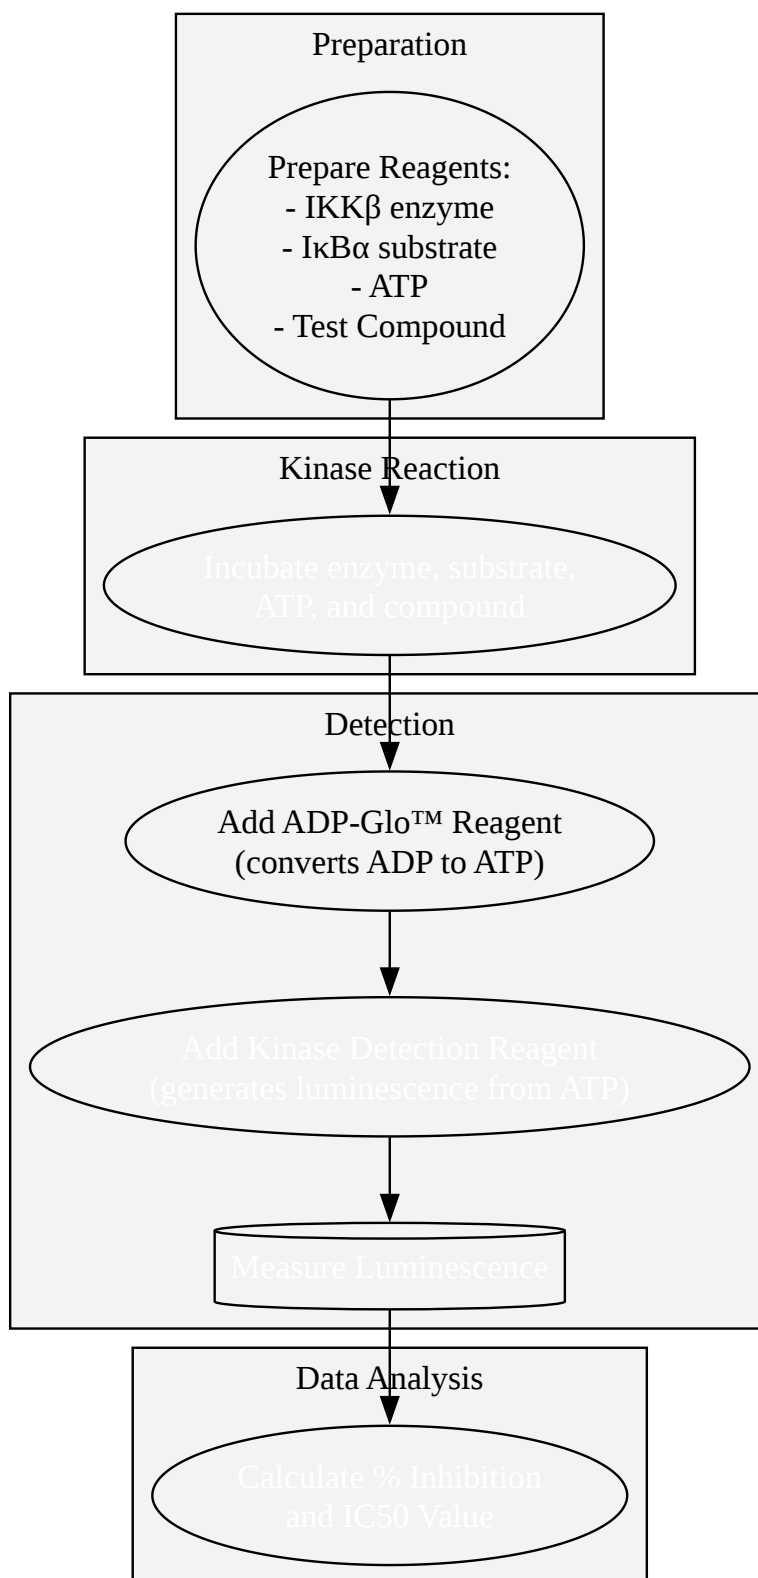 Preparation
Prepare Reagents:
- IKKβ enzyme
- IκBα substrate
- ATP
- Test Compound
Kinase Reaction
Incubate enzyme, substrate,
ATP, and compound
Detection
Add ADP-Glo™ Reagent
(converts ADP to ATP)
Add Kinase Detection Reagent
(generates luminescence from ATP)
Measure Luminescence
Data Analysis
Calculate % Inhibition
and IC50 Value